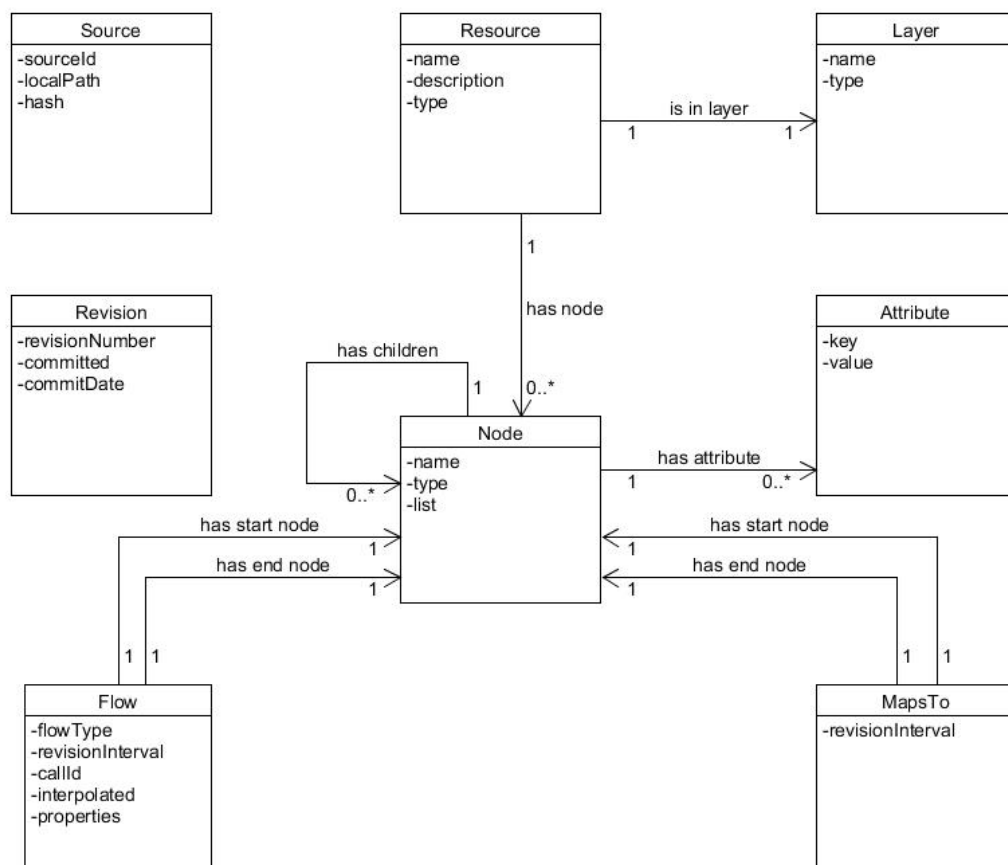 Source
-sourceId
-localPath
-hash
Resource
-name
-description
-type
Layer
-name
-type
is in layer
1
1
1
has node
0..*
Revision
-revisionNumber
-committed
-commitDate
Attribute
-key
-value
has children
1
0..*
Node
-name
-type
-list
has attribute
1
0..*
has start node
1
has end node
1
1
1
has start node
1
has end node
1
1
1
Flow
-flowType
-revisionInterval
-callId
-interpolated
-properties
MapsTo
-revisionInterval